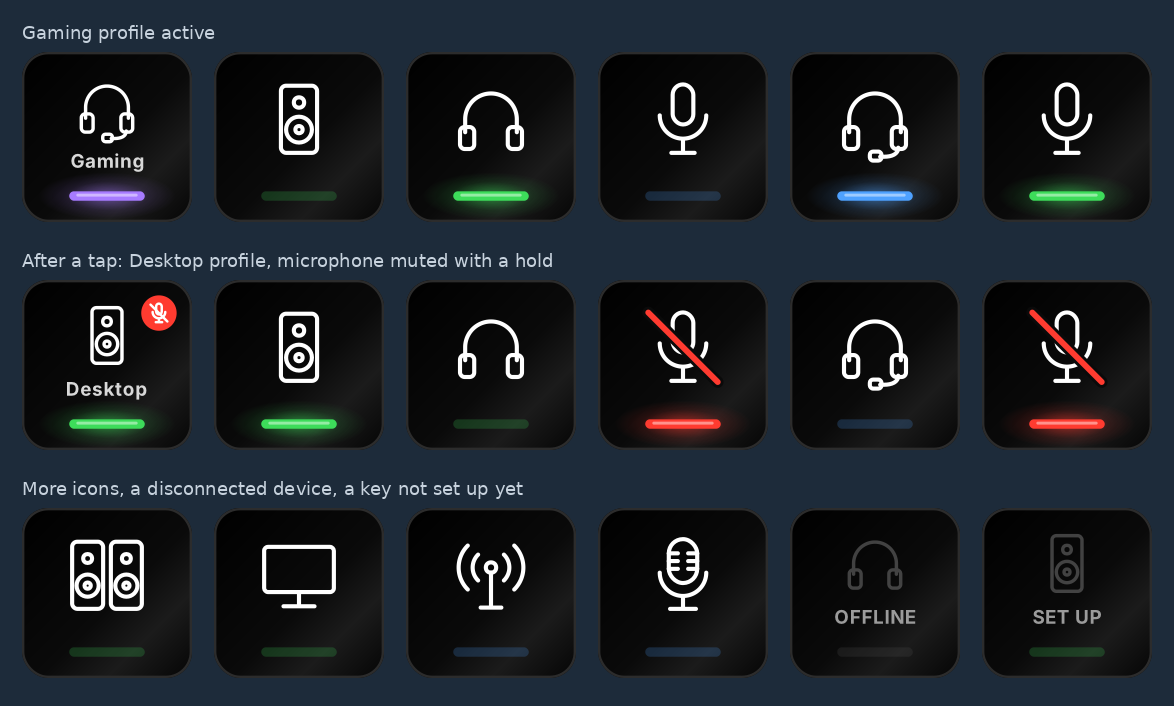 Gaming profile active
Gaming
After a tap: Desktop profile, microphone muted with a hold
Desktop
More icons, a disconnected device, a key not set up yet
OFFLINE
SET UP